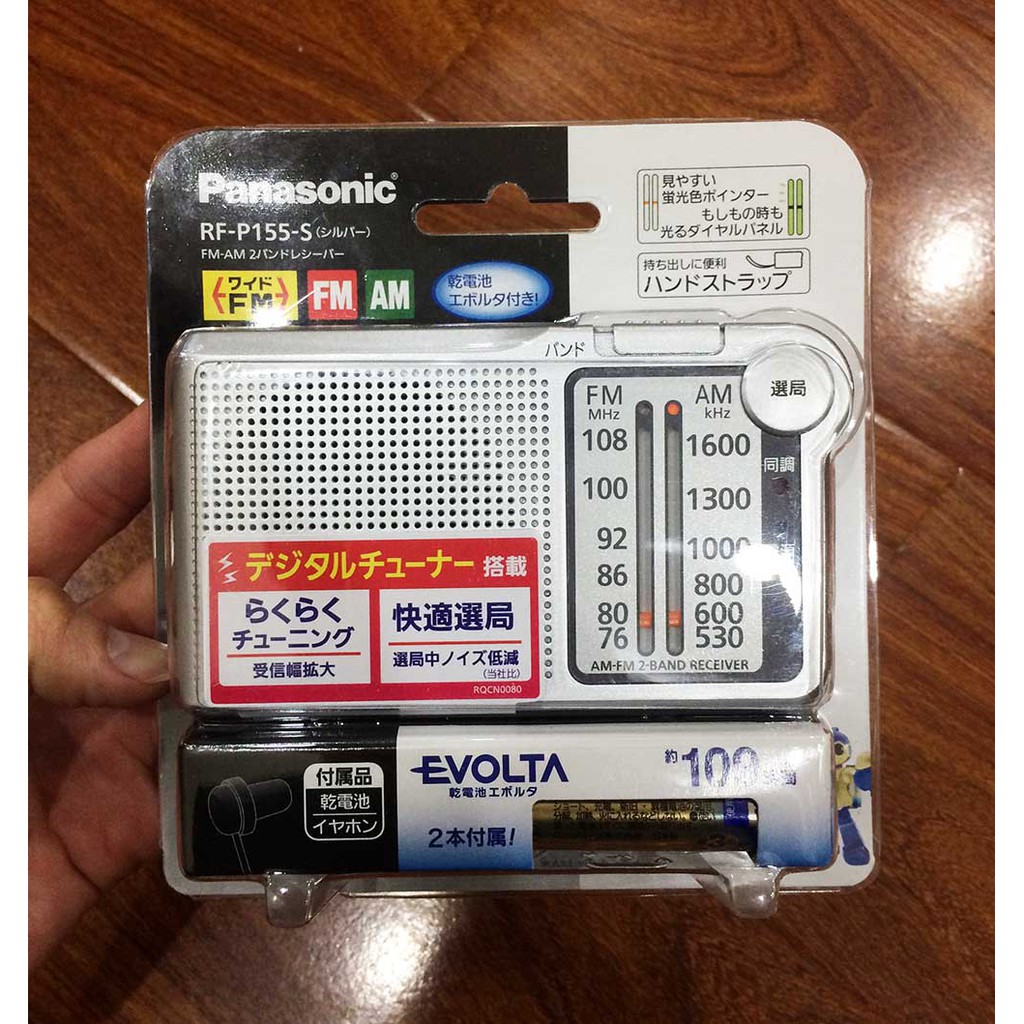 Panasonic®
RF-P155-S(シルバー)
FM-AM 2バンドレシーバー
ワイド
FM
FM
AM
乾電池
エボルタ付き!
見やすい
蛍光色ポインター
もしもの時も
光るダイヤルパネル
持ち出しに便利
ハンドストラップ
バンド
選局
FM
MHz
AM
kHz
108
1600
同調
100
1300
92
1000
86
800
80
600
76
530
AM-FM 2-BAND RECEIVER
デジタルチューナー 搭載
らくらく
チューニング
受信幅拡大
快適選局
選局中ノイズ低減
(当社比)
RQCN0080
付属品
乾電池
イヤホン
EVOLTA
乾電池エボルタ
2本付属!
約100